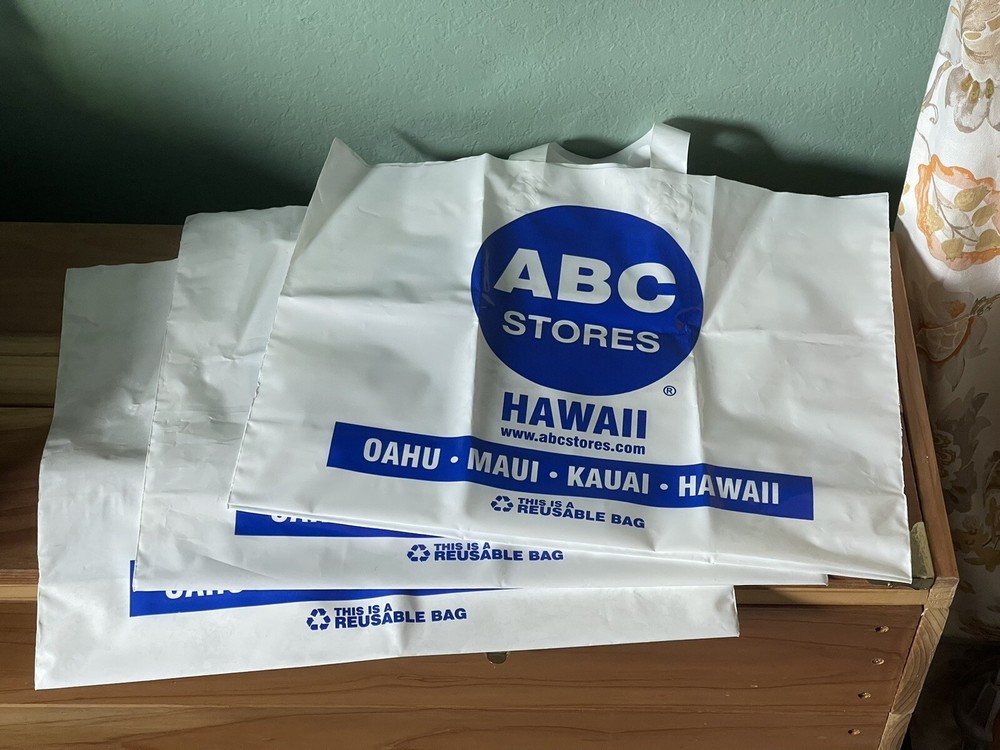 ABC
STORES
®
HAWAII
www.abcstores.com
OAHU • MAUI • KAUAI • HAWAII
THIS IS A
REUSABLE BAG
THIS IS A
REUSABLE BAG
THIS IS A
REUSABLE BAG